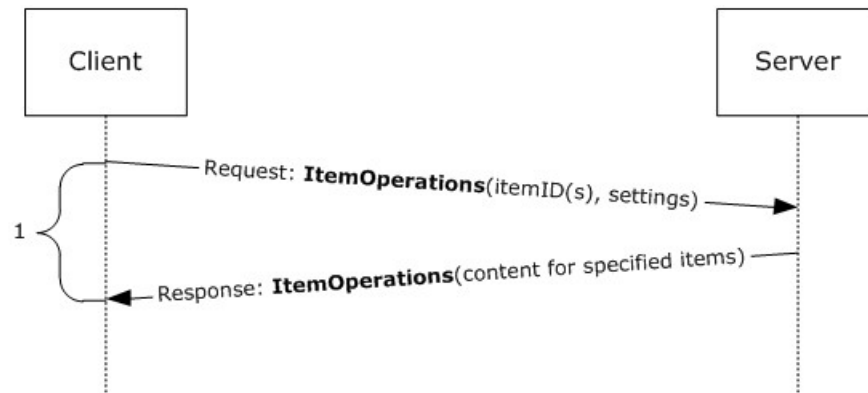 Client
Server
Request: ItemOperations(itemID(s), settings)
1
Response: ItemOperations(content for specified items)